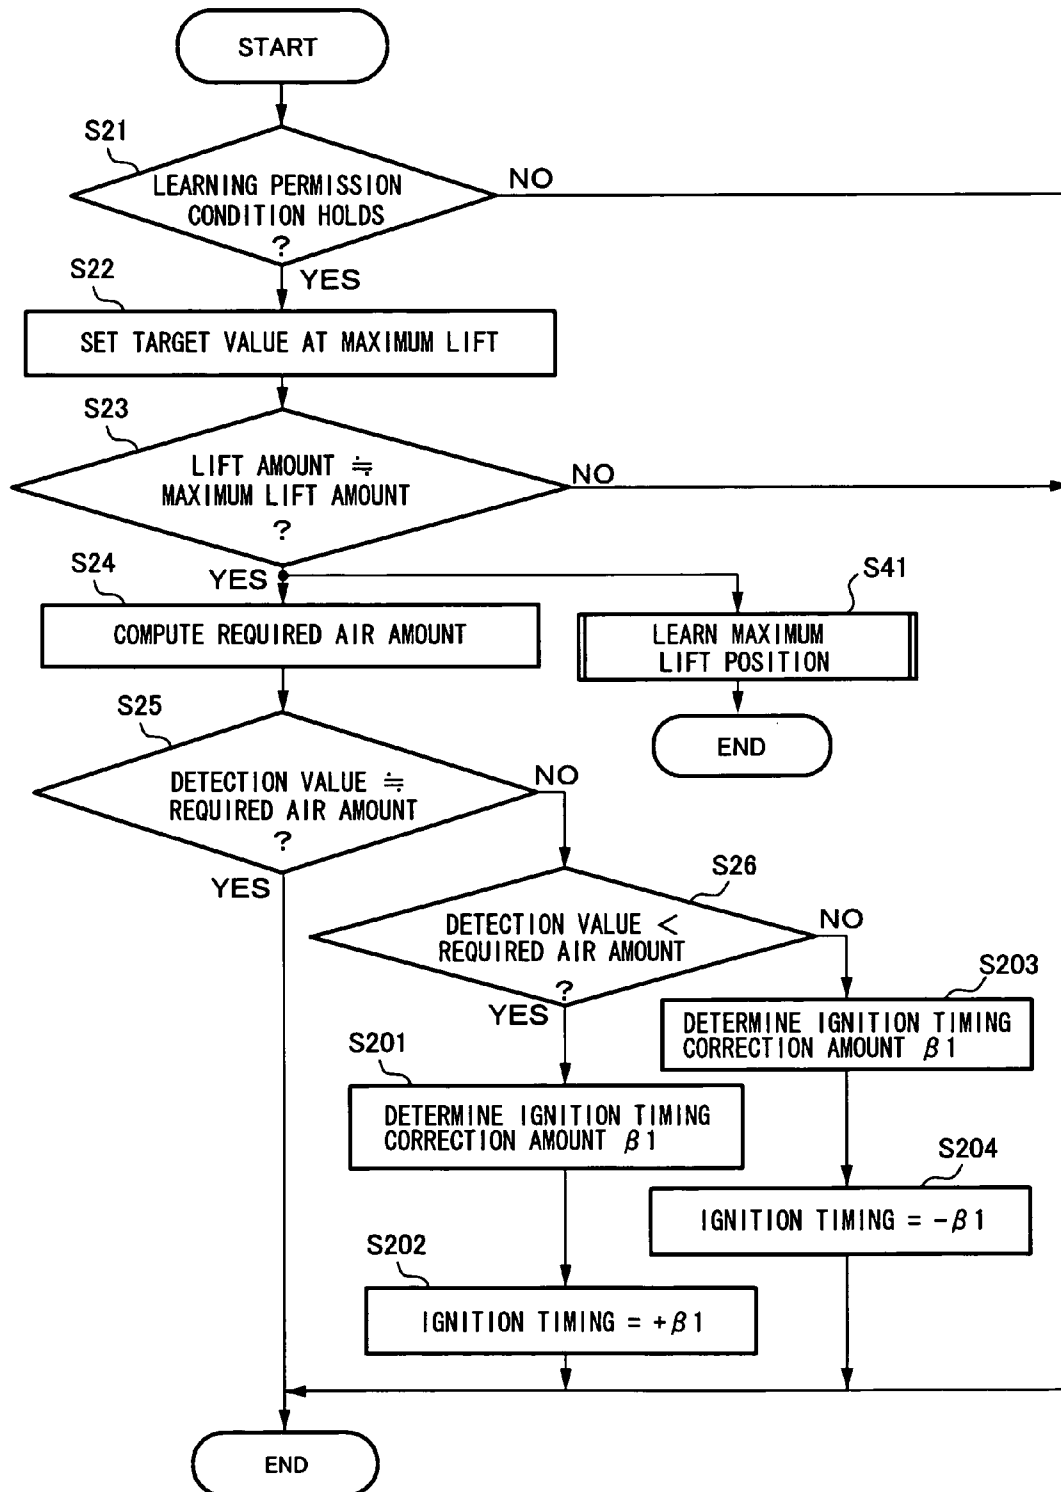 START
S21
LEARNING PERMISSION
CONDITION HOLDS
?
NO
YES
S22
SET TARGET VALUE AT MAXIMUM LIFT
S23
LIFT AMOUNT ≒
MAXIMUM LIFT AMOUNT
?
NO
YES
S24
COMPUTE REQUIRED AIR AMOUNT
S41
LEARN MAXIMUM
LIFT POSITION
END
S25
DETECTION VALUE ≒
REQUIRED AIR AMOUNT
?
NO
YES
S26
DETECTION VALUE <
REQUIRED AIR AMOUNT
?
NO
YES
S203
DETERMINE IGNITION TIMING
CORRECTION AMOUNT β1
S201
DETERMINE IGNITION TIMING
CORRECTION AMOUNT β1
S204
IGNITION TIMING = -β1
S202
IGNITION TIMING = +β1
END